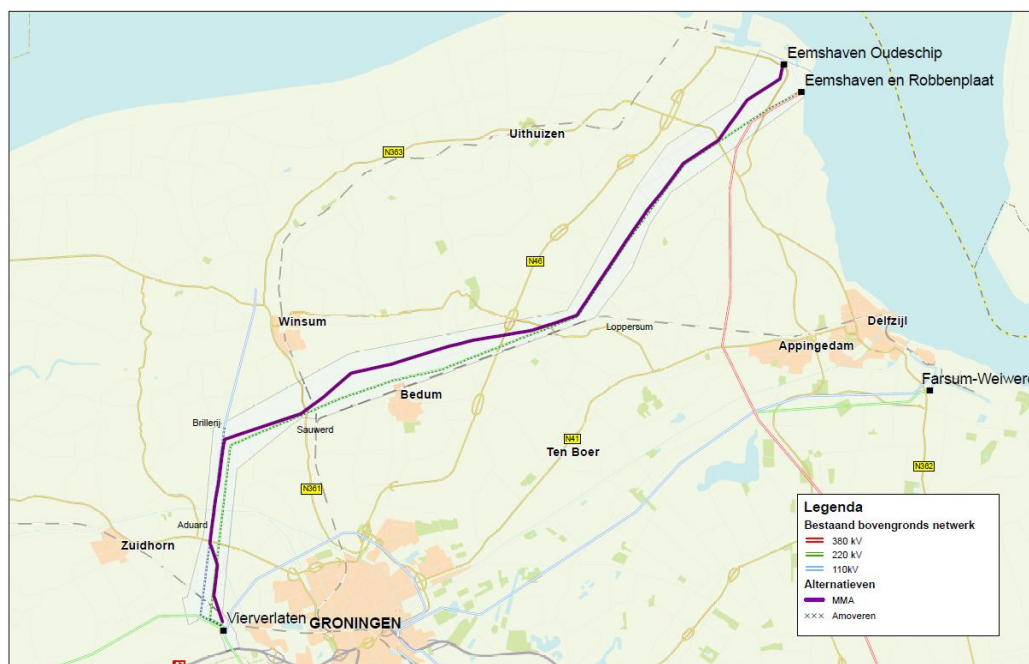 Eemshaven Oudeschip
Eemshaven en Robbenplaat
Uithuizen
N363
N46
Winsum
Loppersum
Delfzijl
Appingedam
Farsum-Weiwerd
Bedum
Brillerij
Sauwerd
Ten Boer
N41
N362
N361
Aduard
Zuidhorn
Vierverlaten
GRONINGEN
Legenda
Bestaand bovengronds netwerk
380 kV
220 kV
110kV
Alternatieven
MMA
Amoveren